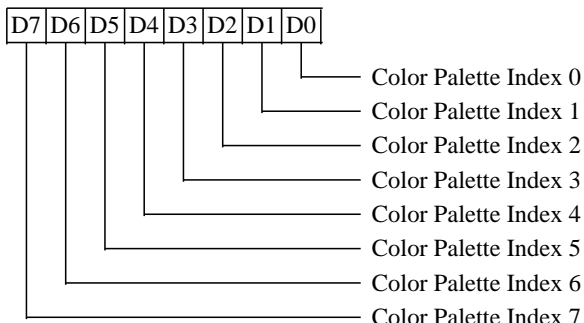 D7 D6 D5 D4 D3 D2 D1 D0
Color Palette Index 0
Color Palette Index 1
Color Palette Index 2
Color Palette Index 3
Color Palette Index 4
Color Palette Index 5
Color Palette Index 6
Color Palette Index 7